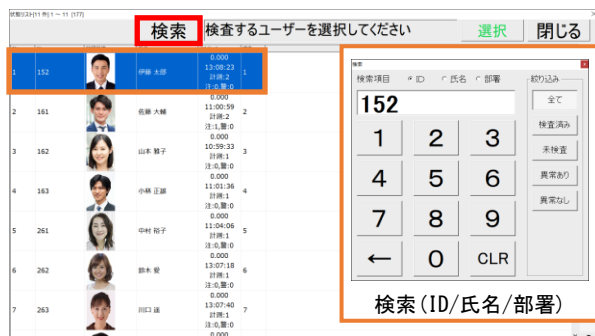 状態リスト[11 件] 1 ~ 11 [177]
検索 検査するユーザーを選択してください 選択 閉じる
1 152 伊藤 太郎 0.000 13:08:23 計測:2 注:0,警:0 1
2 161 佐藤 大輔 0.000 11:00:59 計測:2 注:1,警:0 2
3 162 山本 雅子 0.000 10:59:33 計測:1 注:0,警:0 3
4 163 小林 正雄 0.000 11:01:36 計測:1 注:0,警:0 4
5 261 中村 裕子 0.000 11:04:06 計測:1 注:0,警:0 5
6 262 鈴木 愛 0.000 13:07:18 計測:1 注:0,警:0 6
7 263 川口 遥 0.000 13:07:40 計測:1 注:0,警:0 7
0.000
検索
検索項目 ID 氏名 部署
152
1 2 3
4 5 6
7 8 9
← 0 CLR
絞り込み
全て
検査済み
未検査
異常あり
異常なし
検索(ID/氏名/部署)